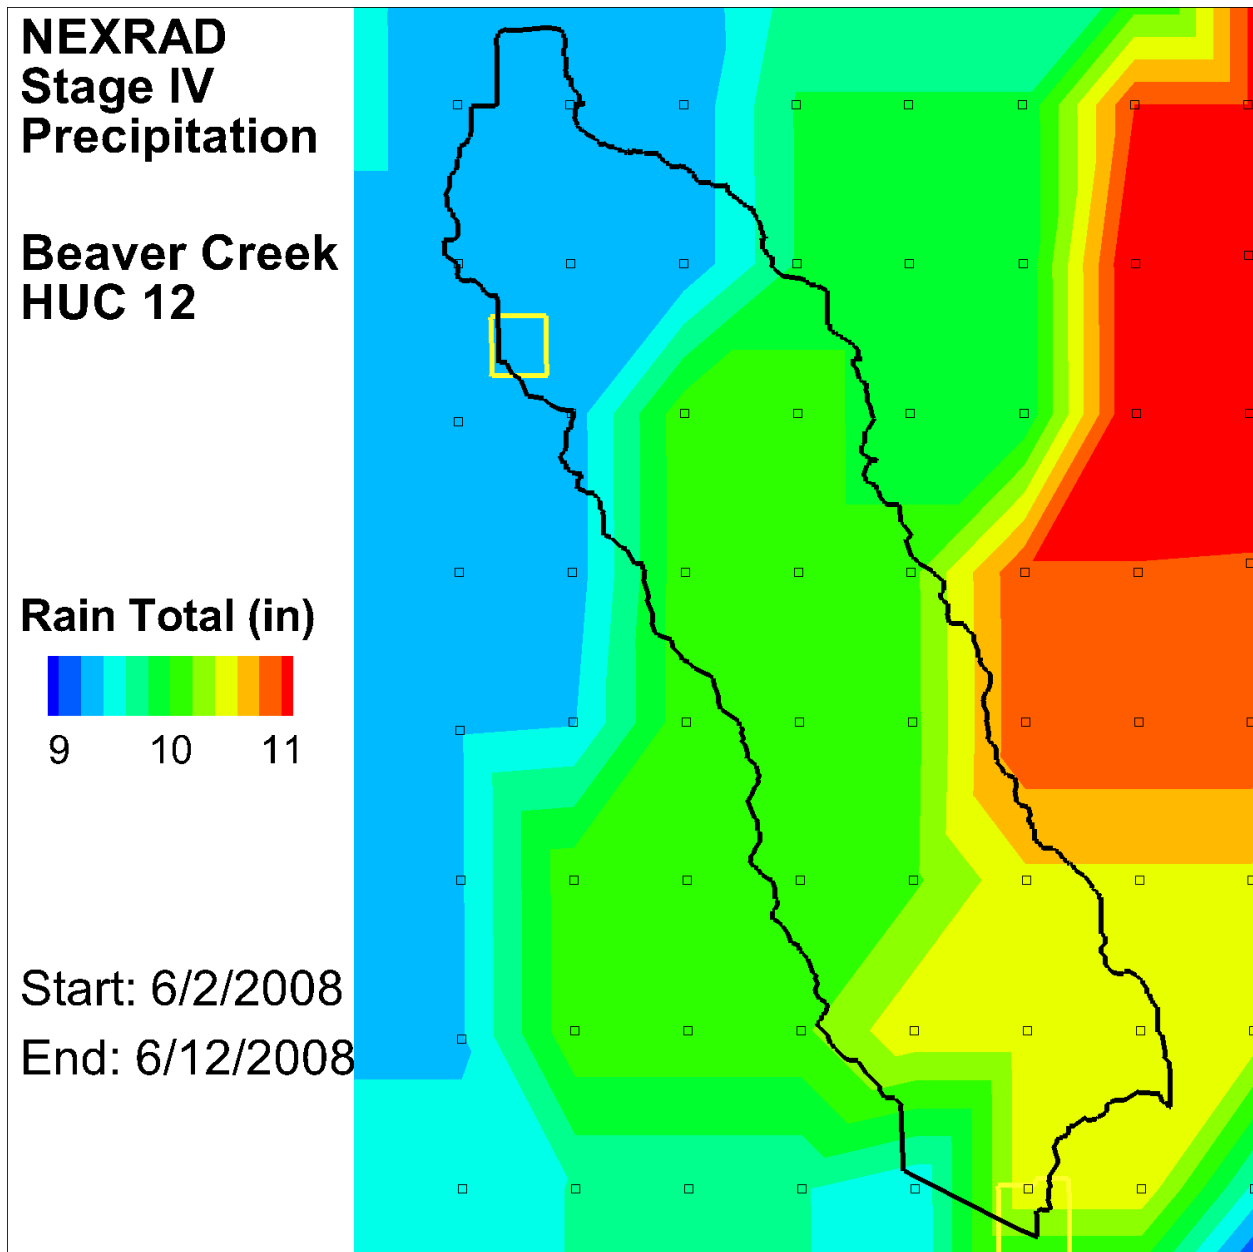 NEXRAD
Stage IV
Precipitation
Beaver Creek
HUC 12
Rain Total (in)
9 10 11
Start: 6/2/2008
End: 6/12/2008